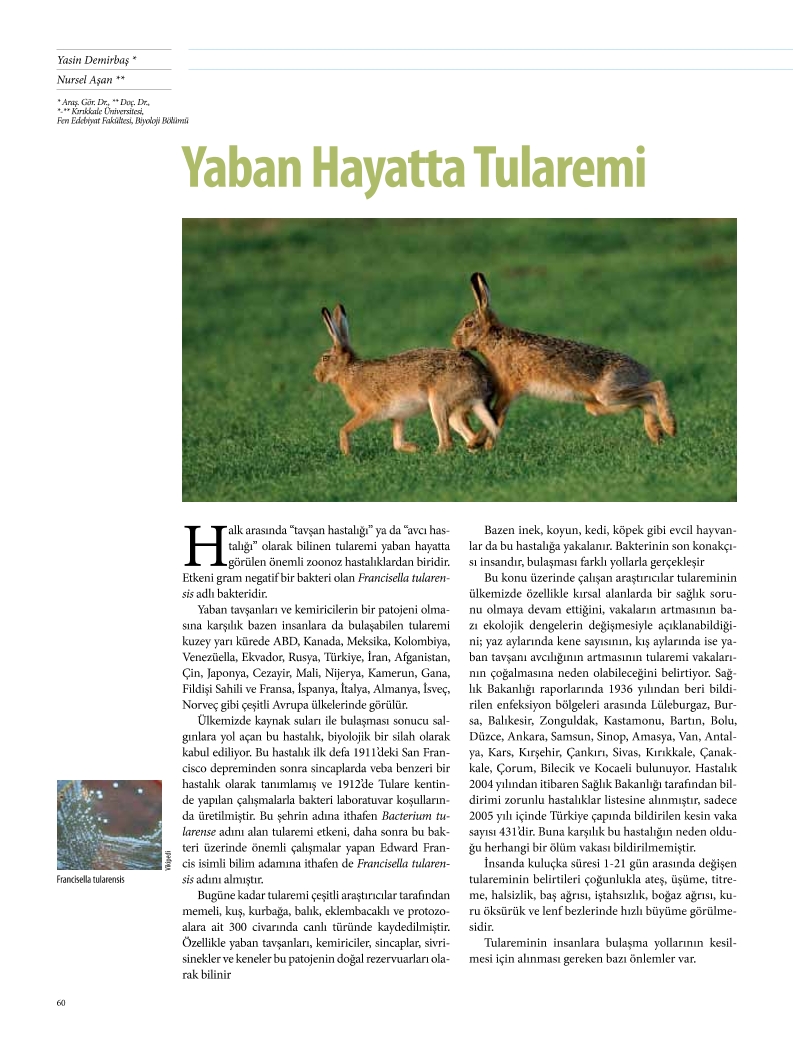 Yasin Demirbaş *
Nursel Aşan **
* Araş. Gör. Dr., ** Doç. Dr.,
*-** Kırıkkale Üniversitesi,
Fen Edebiyat Fakültesi, Biyoloji Bölümü
Yaban Hayatta Tularemi
Halk arasında “tavşan hastalığı” ya da “avcı has-
talığı” olarak bilinen tularemi yaban hayatta
görülen önemli zoonoz hastalıklardan biridir.
Etkeni gram negatif bir bakteri olan Francisella tularen-
sis adlı bakteridir.
Yaban tavşanları ve kemiricilerin bir patojeni olma-
sına karşılık bazen insanlara da bulaşabilen tularemi
kuzey yarı kürede ABD, Kanada, Meksika, Kolombiya,
Venezüella, Ekvador, Rusya, Türkiye, İran, Afganistan,
Çin, Japonya, Cezayir, Mali, Nijerya, Kamerun, Gana,
Fildişi Sahili ve Fransa, İspanya, İtalya, Almanya, İsveç,
Norveç gibi çeşitli Avrupa ülkelerinde görülür.
Ülkemizde kaynak suları ile bulaşması sonucu sal-
gınlara yol açan bu hastalık, biyolojik bir silah olarak
kabul ediliyor. Bu hastalık ilk defa 1911’deki San Fran-
cisco depreminden sonra sincaplarda veba benzeri bir
hastalık olarak tanımlamış ve 1912’de Tulare kentin-
de yapılan çalışmalarla bakteri laboratuvar koşulların-
da üretilmiştir. Bu şehrin adına ithafen Bacterium tu-
larense adını alan tularemi etkeni, daha sonra bu bak-
teri üzerinde önemli çalışmalar yapan Edward Fran-
cis isimli bilim adamına ithafen de Francisella tularen-
sis adını almıştır.
Bugüne kadar tularemi çeşitli araştırıcılar tarafından
memeli, kuş, kurbağa, balık, eklembacaklı ve protozo-
alara ait 300 civarında canlı türünde kaydedilmiştir.
Özellikle yaban tavşanları, kemiriciler, sincaplar, sivri-
sinekler ve keneler bu patojenin doğal rezervuarları ola-
rak bilinir
Bazen inek, koyun, kedi, köpek gibi evcil hayvan-
lar da bu hastalığa yakalanır. Bakterinin son konakçı-
sı insandır, bulaşması farklı yollarla gerçekleşir
Bu konu üzerinde çalışan araştırıcılar tulareminin
ülkemizde özellikle kırsal alanlarda bir sağlık soru-
nu olmaya devam ettiğini, vakaların artmasının ba-
zı ekolojik dengelerin değişmesiyle açıklanabildiği-
ni; yaz aylarında kene sayısının, kış aylarında ise ya-
ban tavşanı avcılığının artmasının tularemi vakaları-
nın çoğalmasına neden olabileceğini belirtiyor. Sağ-
lık Bakanlığı raporlarında 1936 yılından beri bildi-
rilen enfeksiyon bölgeleri arasında Lüleburgaz, Bur-
sa, Balıkesir, Zonguldak, Kastamonu, Bartın, Bolu,
Düzce, Ankara, Samsun, Sinop, Amasya, Van, Antal-
ya, Kars, Kırşehir, Çankırı, Sivas, Kırıkkale, Çanak-
kale, Çorum, Bilecik ve Kocaeli bulunuyor. Hastalık
2004 yılından itibaren Sağlık Bakanlığı tarafından bil-
dirimi zorunlu hastalıklar listesine alınmıştır, sadece
2005 yılı içinde Türkiye çapında bildirilen kesin vaka
sayısı 431’dir. Buna karşılık bu hastalığın neden oldu-
ğu herhangi bir ölüm vakası bildirilmemiştir.
İnsanda kuluçka süresi 1-21 gün arasında değişen
tulareminin belirtileri çoğunlukla ateş, üşüme, titre-
me, halsizlik, baş ağrısı, iştahsızlık, boğaz ağrısı, ku-
ru öksürük ve lenf bezlerinde hızlı büyüme görülme-
sidir.
Tulareminin insanlara bulaşma yollarının kesil-
mesi için alınması gereken bazı önlemler var.
Vikipedi
Francisella tularensis
60